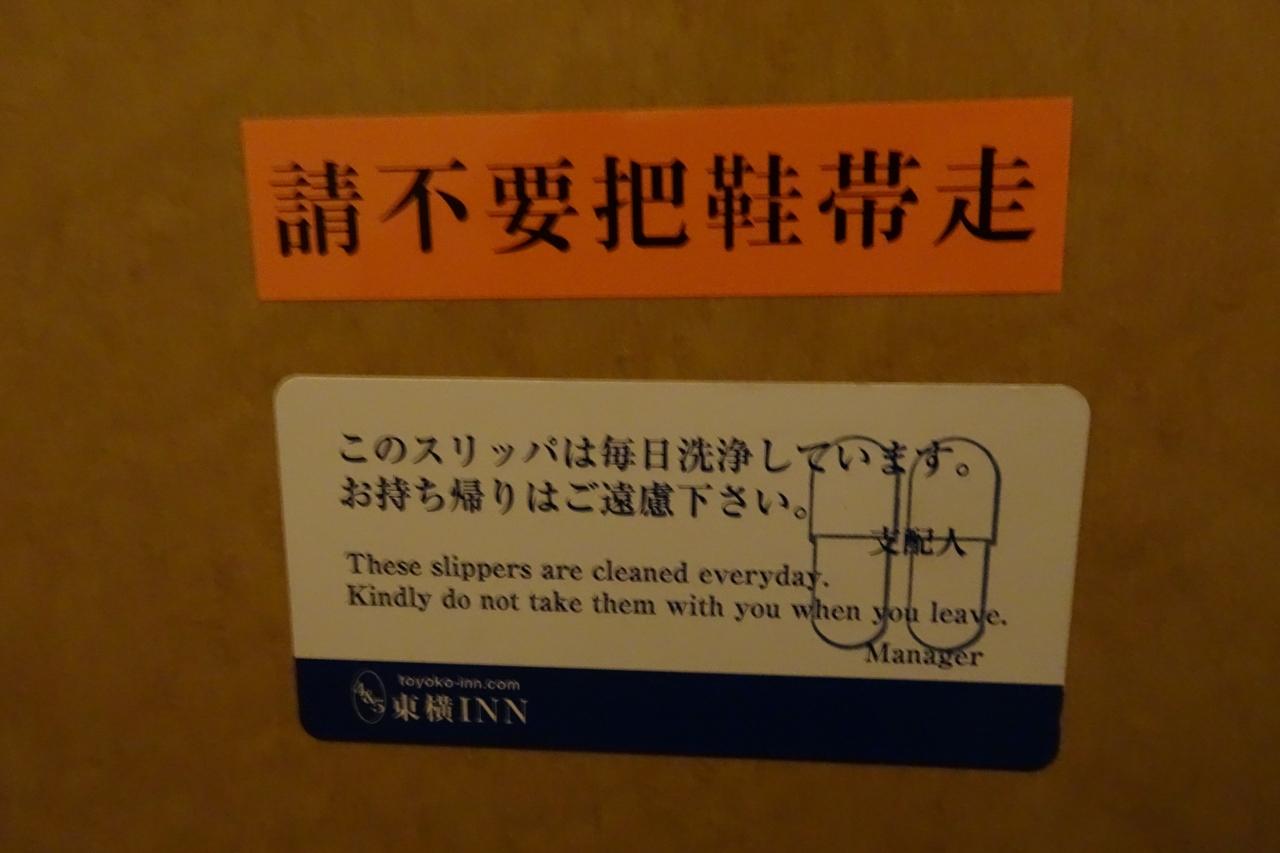 請不要把鞋帯走
このスリッパは毎日洗浄しています。
お持ち帰りはご遠慮下さい。
支配人
These slippers are cleaned everyday.
Kindly do not take them with you when you leave.
Manager
toyoko-inn.com
4&5 東横INN